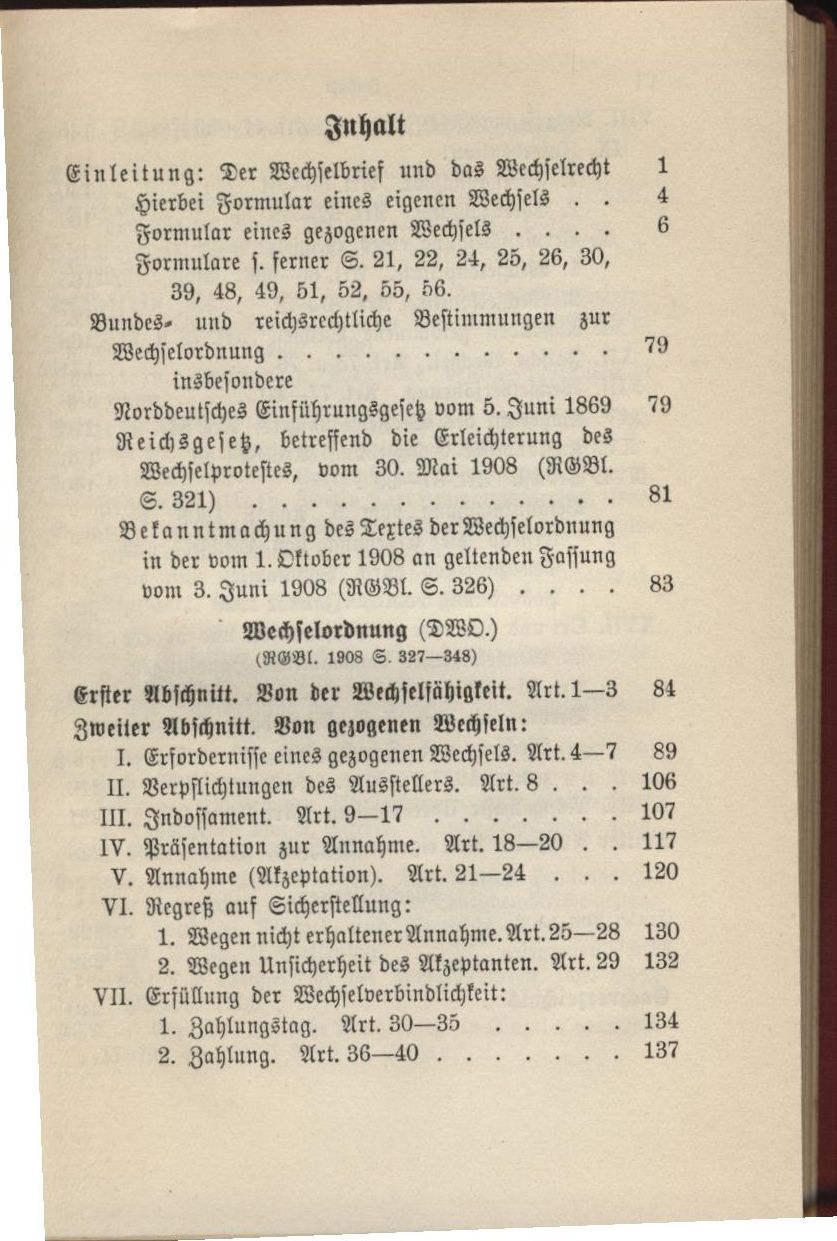 Inhalt
Einleitung: Der Wechselbrief und das Wechselrecht 1
Hierbei Formular eines eigenen Wechsels . . 4
Formular eines gezogenen Wechsels . . . . 6
Formulare s. ferner S. 21, 22, 24, 25, 26, 30,
39, 48, 49, 51, 52, 55, 56.
Bundes- und reichsrechtliche Bestimmungen zur
Wechselordnung . . . . . . . . . . . . 79
insbesondere
Norddeutsches Einführungsgesetz vom 5. Juni 1869 79
Reichsgesetz, betreffend die Erleichterung des
Wechselprotestes, vom 30. Mai 1908 (RGBl.
S. 321) . . . . . . . . . . . . . 81
Bekanntmachung des Textes der Wechselordnung
in der vom 1. Oktober 1908 an geltenden Fassung
vom 3. Juni 1908 (RGBl. S. 326) . . . . 83
Wechselordnung (DWO.)
(RGBl. 1908 S. 327—348)
Erster Abschnitt. Von der Wechselfähigkeit. Art. 1—3 84
Zweiter Abschnitt. Von gezogenen Wechseln:
I. Erfordernisse eines gezogenen Wechsels. Art. 4—7 89
II. Verpflichtungen des Ausstellers. Art. 8 . . . 106
III. Indossament. Art. 9—17 . . . . . . . 107
IV. Präsentation zur Annahme. Art. 18—20 . . 117
V. Annahme (Akzeptation). Art. 21—24 . . . 120
VI. Regreß auf Sicherstellung:
1. Wegen nicht erhaltener Annahme. Art. 25—28 130
2. Wegen Unsicherheit des Akzeptanten. Art. 29 132
VII. Erfüllung der Wechselverbindlichkeit:
1. Zahlungstag. Art. 30—35 . . . . . 134
2. Zahlung. Art. 36—40 . . . . . . . 137